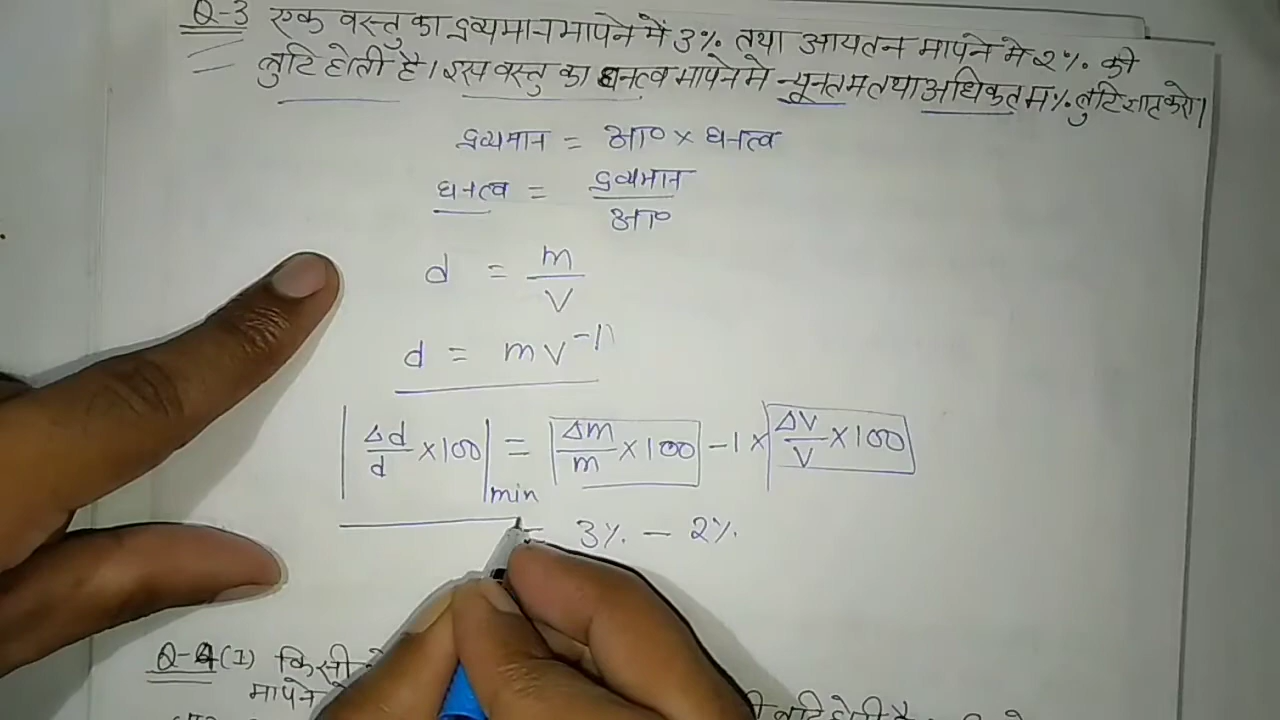 Q-3 एक वस्तु का द्रव्यमान मापने में 3% तथा आयतन मापने मे 2% की
त्रुटि होती है। इस वस्तु का घनत्व मापने मे न्यूनतम तथा अधिकतम % त्रुटि ज्ञात करो।
द्रव्यमान = आ० × घनत्व
घनत्व = द्रव्यमान / आ०
d = m / V
d = mv⁻¹
|Δd/d ×100|min = |Δm/m ×100| -1× |ΔV/V ×100|
= 3% - 2%
Q-4(I) किसी
मापने
त्रुटि होती है